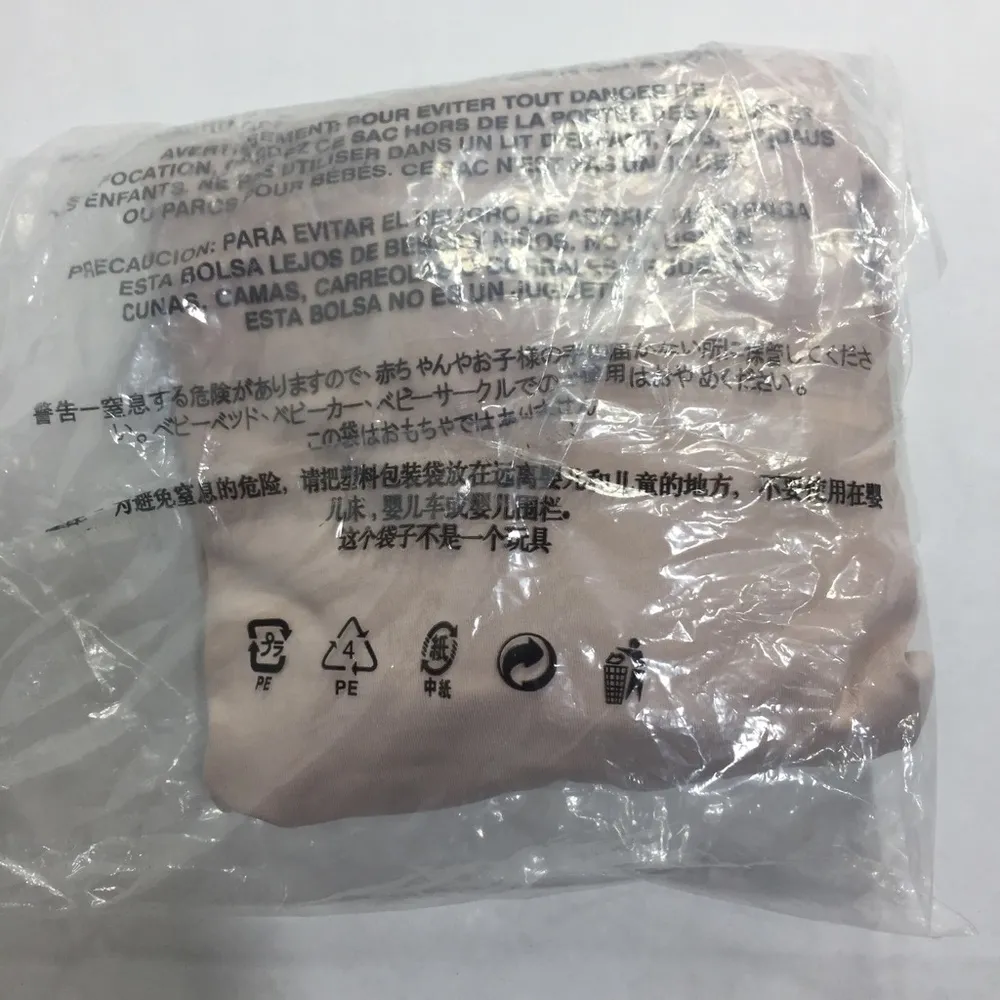 POUR EVITER TOUT DANGER DE
CE SAC HORS DE LA PORTEE DES
UTILISER DANS UN LIT D'ENFANT,
S ENFANTS. NE PAS
OU PARCS POUR BEBES. CE SAC N'EST PAS UN JOUET
PRECAUCION: PARA EVITAR EL PELIGRO DE ASFIXIA, MANTENGA
ESTA BOLSA LEJOS DE BEBES Y NIÑOS. NO LA USE EN
CUNAS, CAMAS, CARREOLAS
ESTA BOLSA NO ES UN JUGUETE
警告一窒息する危険がありますので、赤ちゃんやお子様の手の届かない所に保管してくださ
い。ベビーベッド、ベビーカー、ベビーサークルでのご使用はおやめください。
この袋はおもちゃではありません
为避免窒息的危险，请把塑料包装袋放在远离婴儿和儿童的地方，不要使用在婴
儿床，婴儿车或婴儿围栏。
这个袋子不是一个玩具
プラ 4 紙
PE PE 中紙